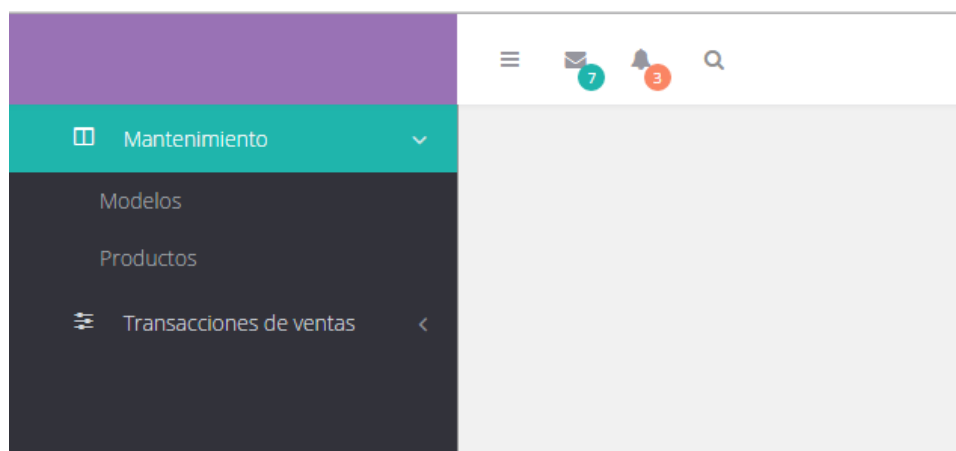 7
3
Mantenimiento
Modelos
Productos
Transacciones de ventas